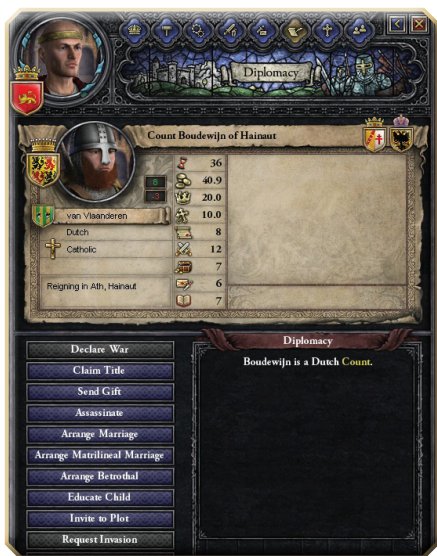 Diplomacy
Count Boudewijn of Hainaut
36
40.9
20.0
10.0
van Vlaanderen
Dutch
8
Catholic
12
7
Reigning in Ath, Hainaut
6
7
Declare War
Claim Title
Send Gift
Assassinate
Arrange Marriage
Arrange Matrilineal Marriage
Arrange Betrothal
Educate Child
Invite to Plot
Request Invasion
Diplomacy
Boudewijn is a Dutch Count.